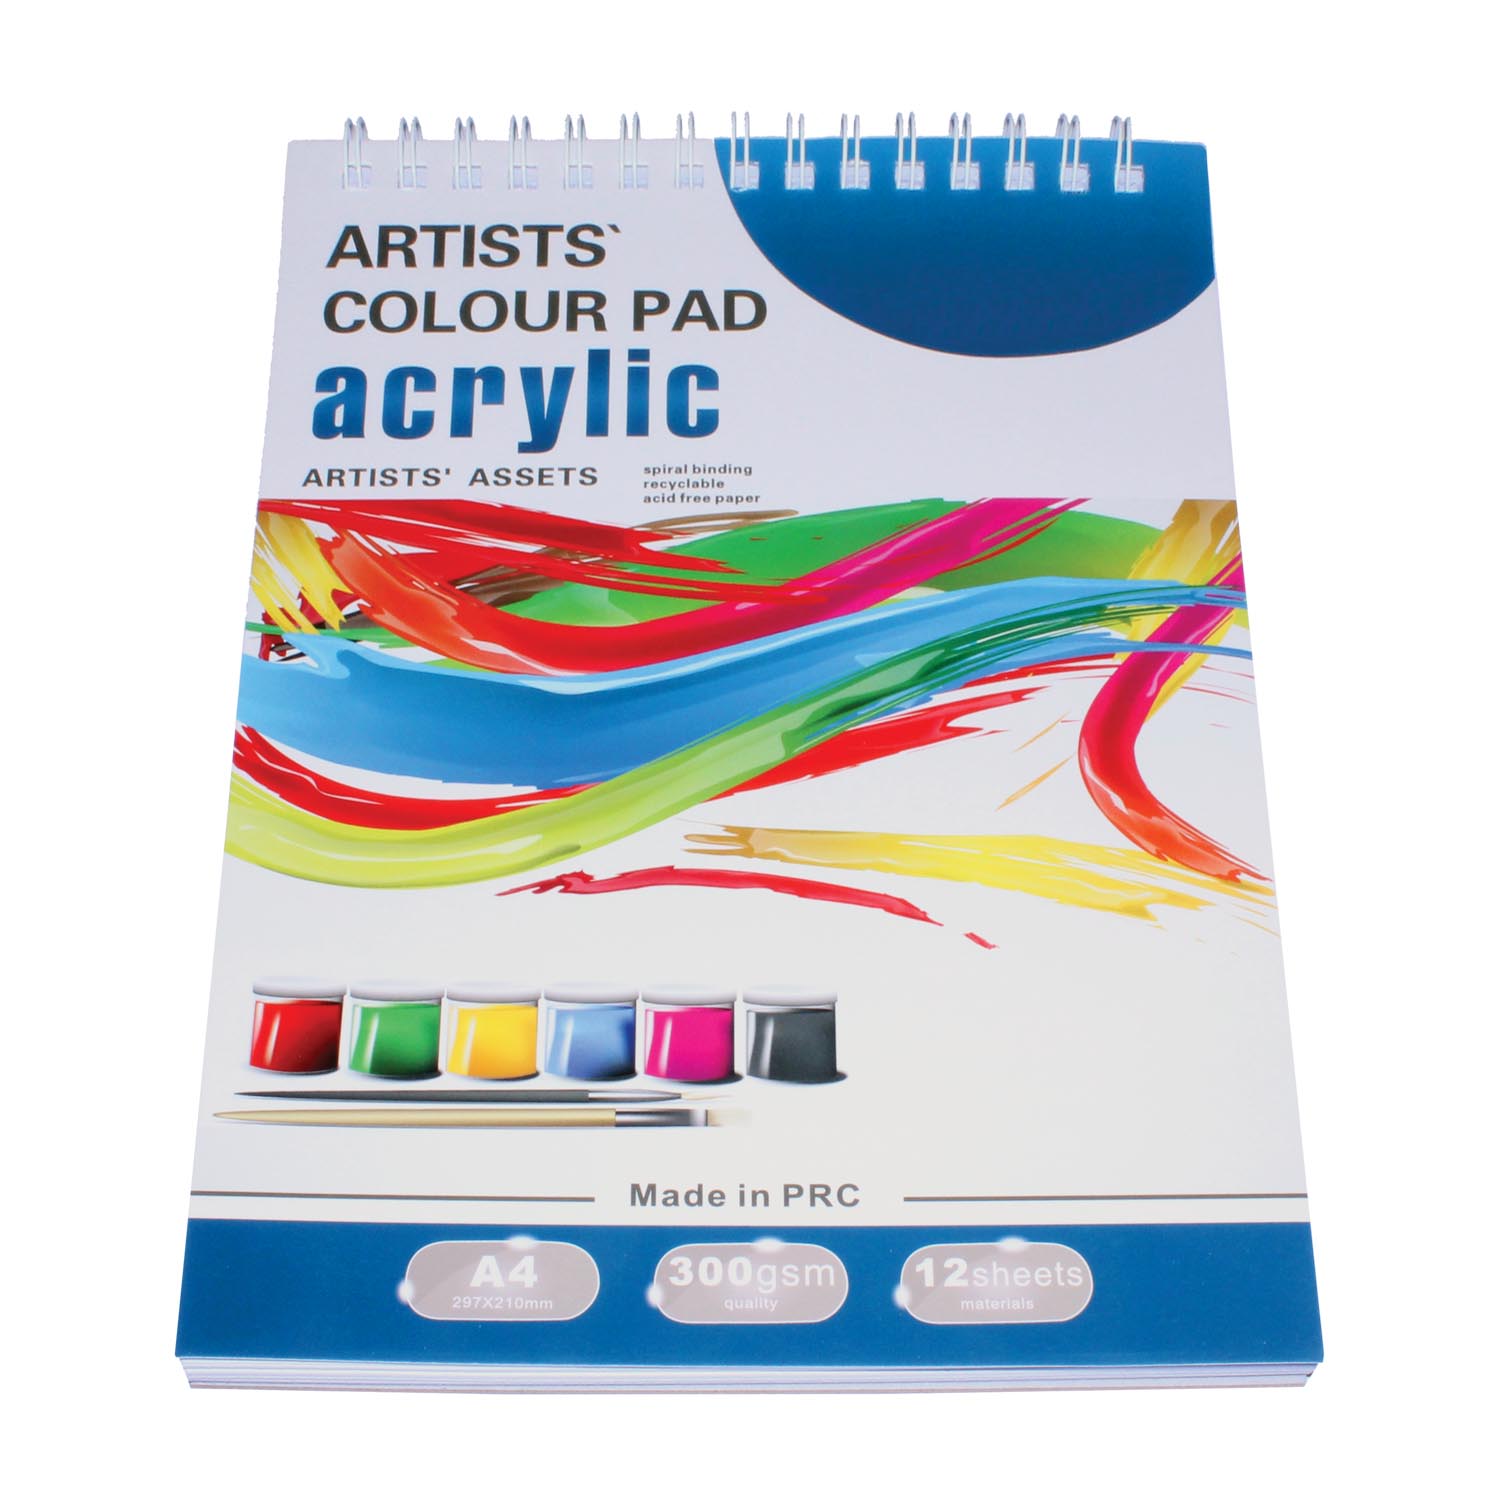 ARTISTS`
COLOUR PAD
acrylic
ARTISTS' ASSETS
spiral binding
recyclable
acid free paper
Made in PRC
A4
297X210mm
300gsm
quality
12sheets
materials